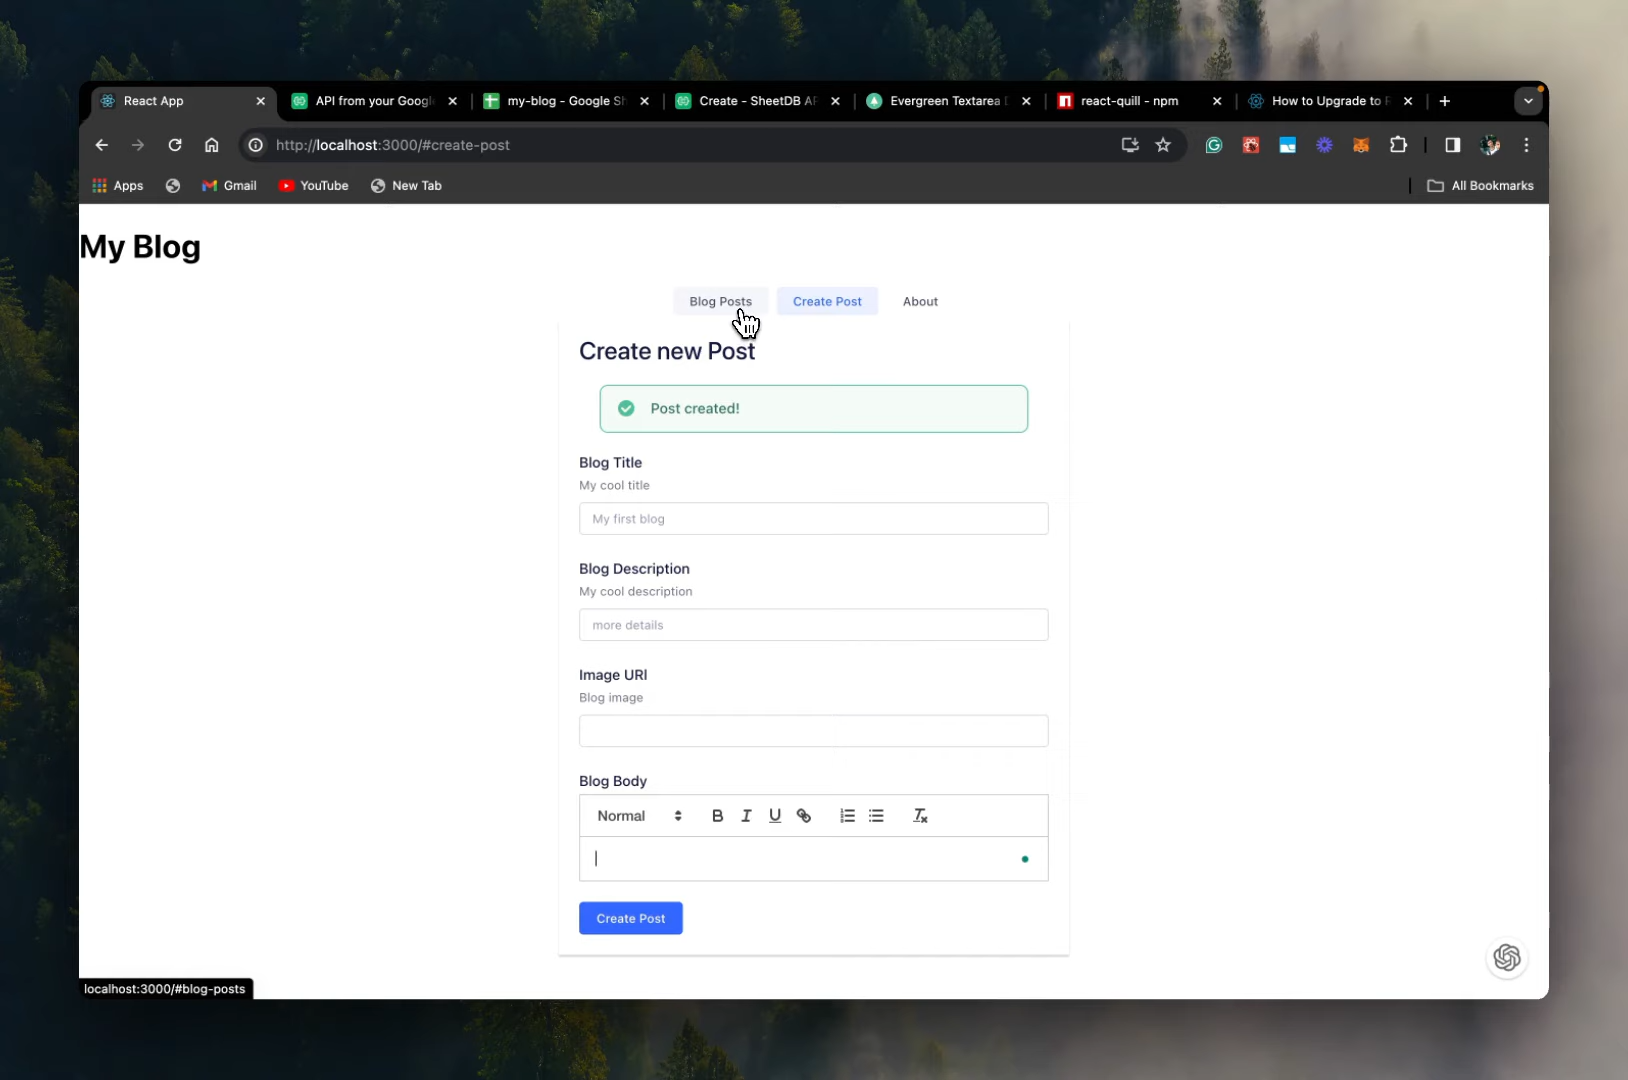 React App
API from your Googl
my-blog - Google Sh
Create - SheetDB AP
Evergreen Textarea D
react-quill - npm
How to Upgrade to R
http://localhost:3000/#create-post
Apps
Gmail
YouTube
New Tab
All Bookmarks
My Blog
Blog Posts
Create Post
About
Create new Post
Post created!
Blog Title
My cool title
My first blog
Blog Description
My cool description
more details
Image URl
Blog image
Blog Body
Normal
Create Post
localhost:3000/#blog-posts